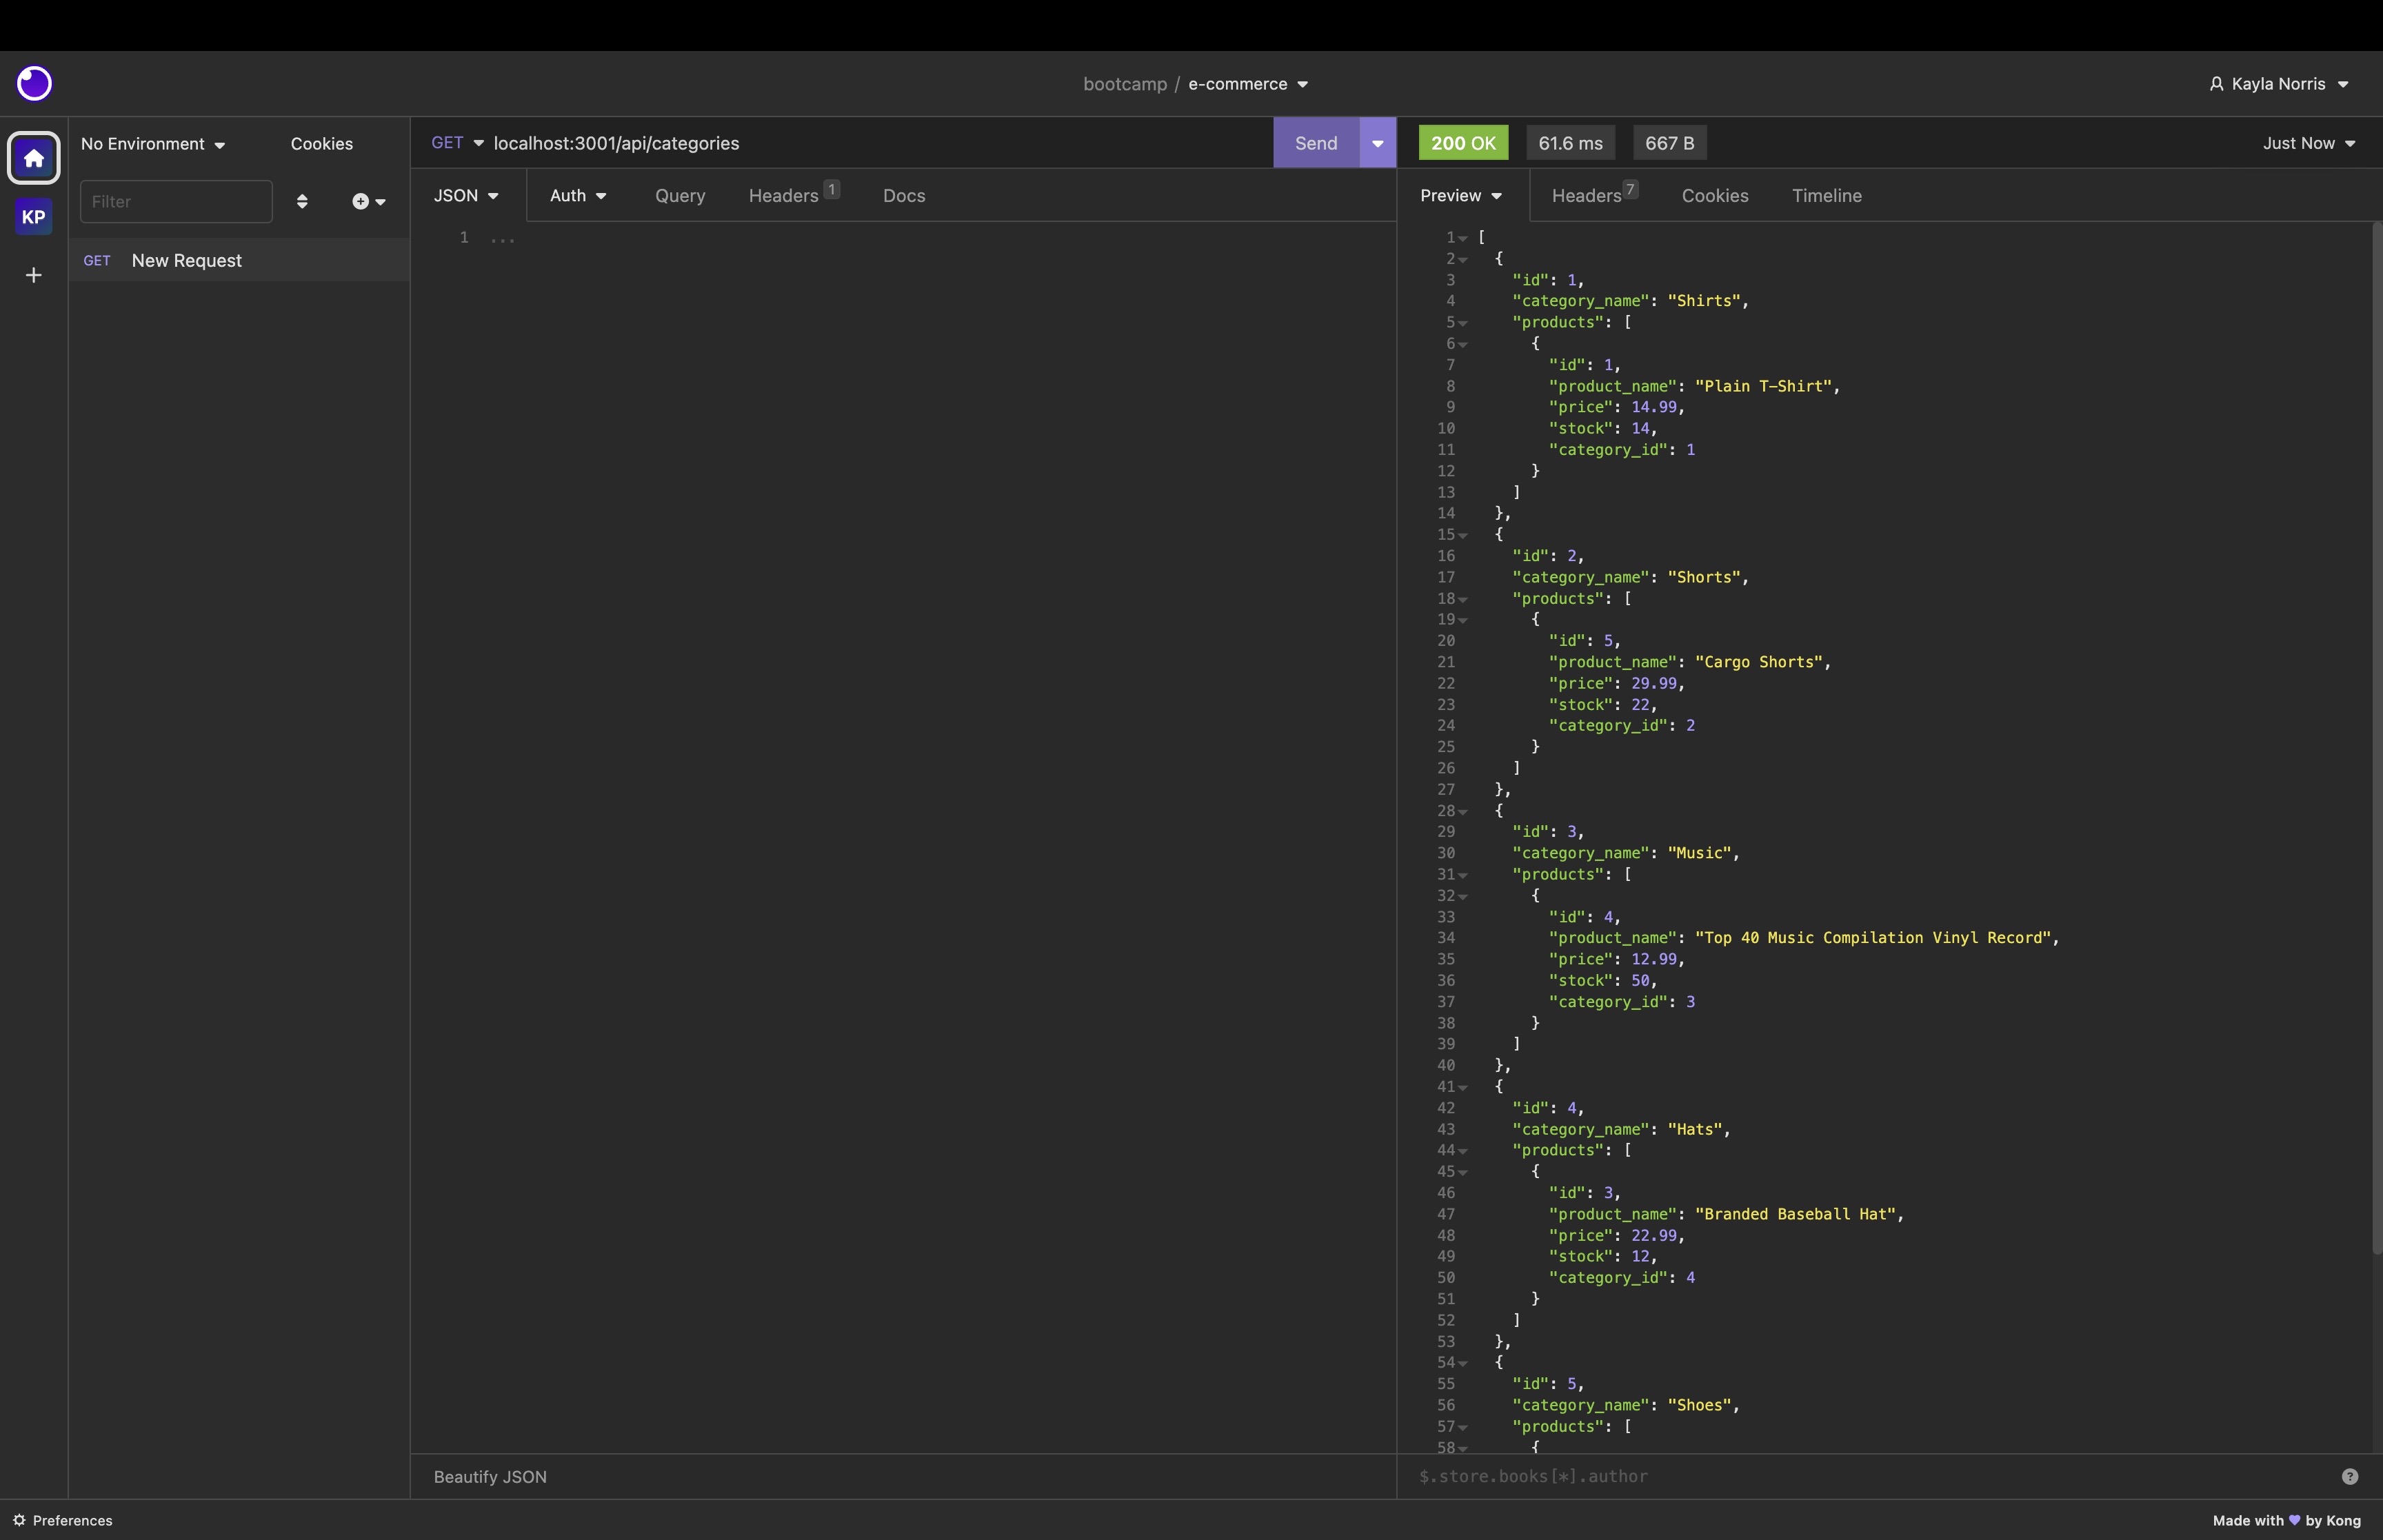 bootcamp / e-commerce
Kayla Norris
No Environment
Cookies
Filter
KP
GET New Request
GET localhost:3001/api/categories
Send
JSON Auth Query Headers 1 Docs
1 ...
Beautify JSON
200 OK 61.6 ms 667 B
Just Now
Preview Headers 7 Cookies Timeline
1 [
2 {
3 "id": 1,
4 "category_name": "Shirts",
5 "products": [
6 {
7 "id": 1,
8 "product_name": "Plain T-Shirt",
9 "price": 14.99,
10 "stock": 14,
11 "category_id": 1
12 }
13 ]
14 },
15 {
16 "id": 2,
17 "category_name": "Shorts",
18 "products": [
19 {
20 "id": 5,
21 "product_name": "Cargo Shorts",
22 "price": 29.99,
23 "stock": 22,
24 "category_id": 2
25 }
26 ]
27 },
28 {
29 "id": 3,
30 "category_name": "Music",
31 "products": [
32 {
33 "id": 4,
34 "product_name": "Top 40 Music Compilation Vinyl Record",
35 "price": 12.99,
36 "stock": 50,
37 "category_id": 3
38 }
39 ]
40 },
41 {
42 "id": 4,
43 "category_name": "Hats",
44 "products": [
45 {
46 "id": 3,
47 "product_name": "Branded Baseball Hat",
48 "price": 22.99,
49 "stock": 12,
50 "category_id": 4
51 }
52 ]
53 },
54 {
55 "id": 5,
56 "category_name": "Shoes",
57 "products": [
58 {
$.store.books[*].author
?
Preferences
Made with 💜 by Kong